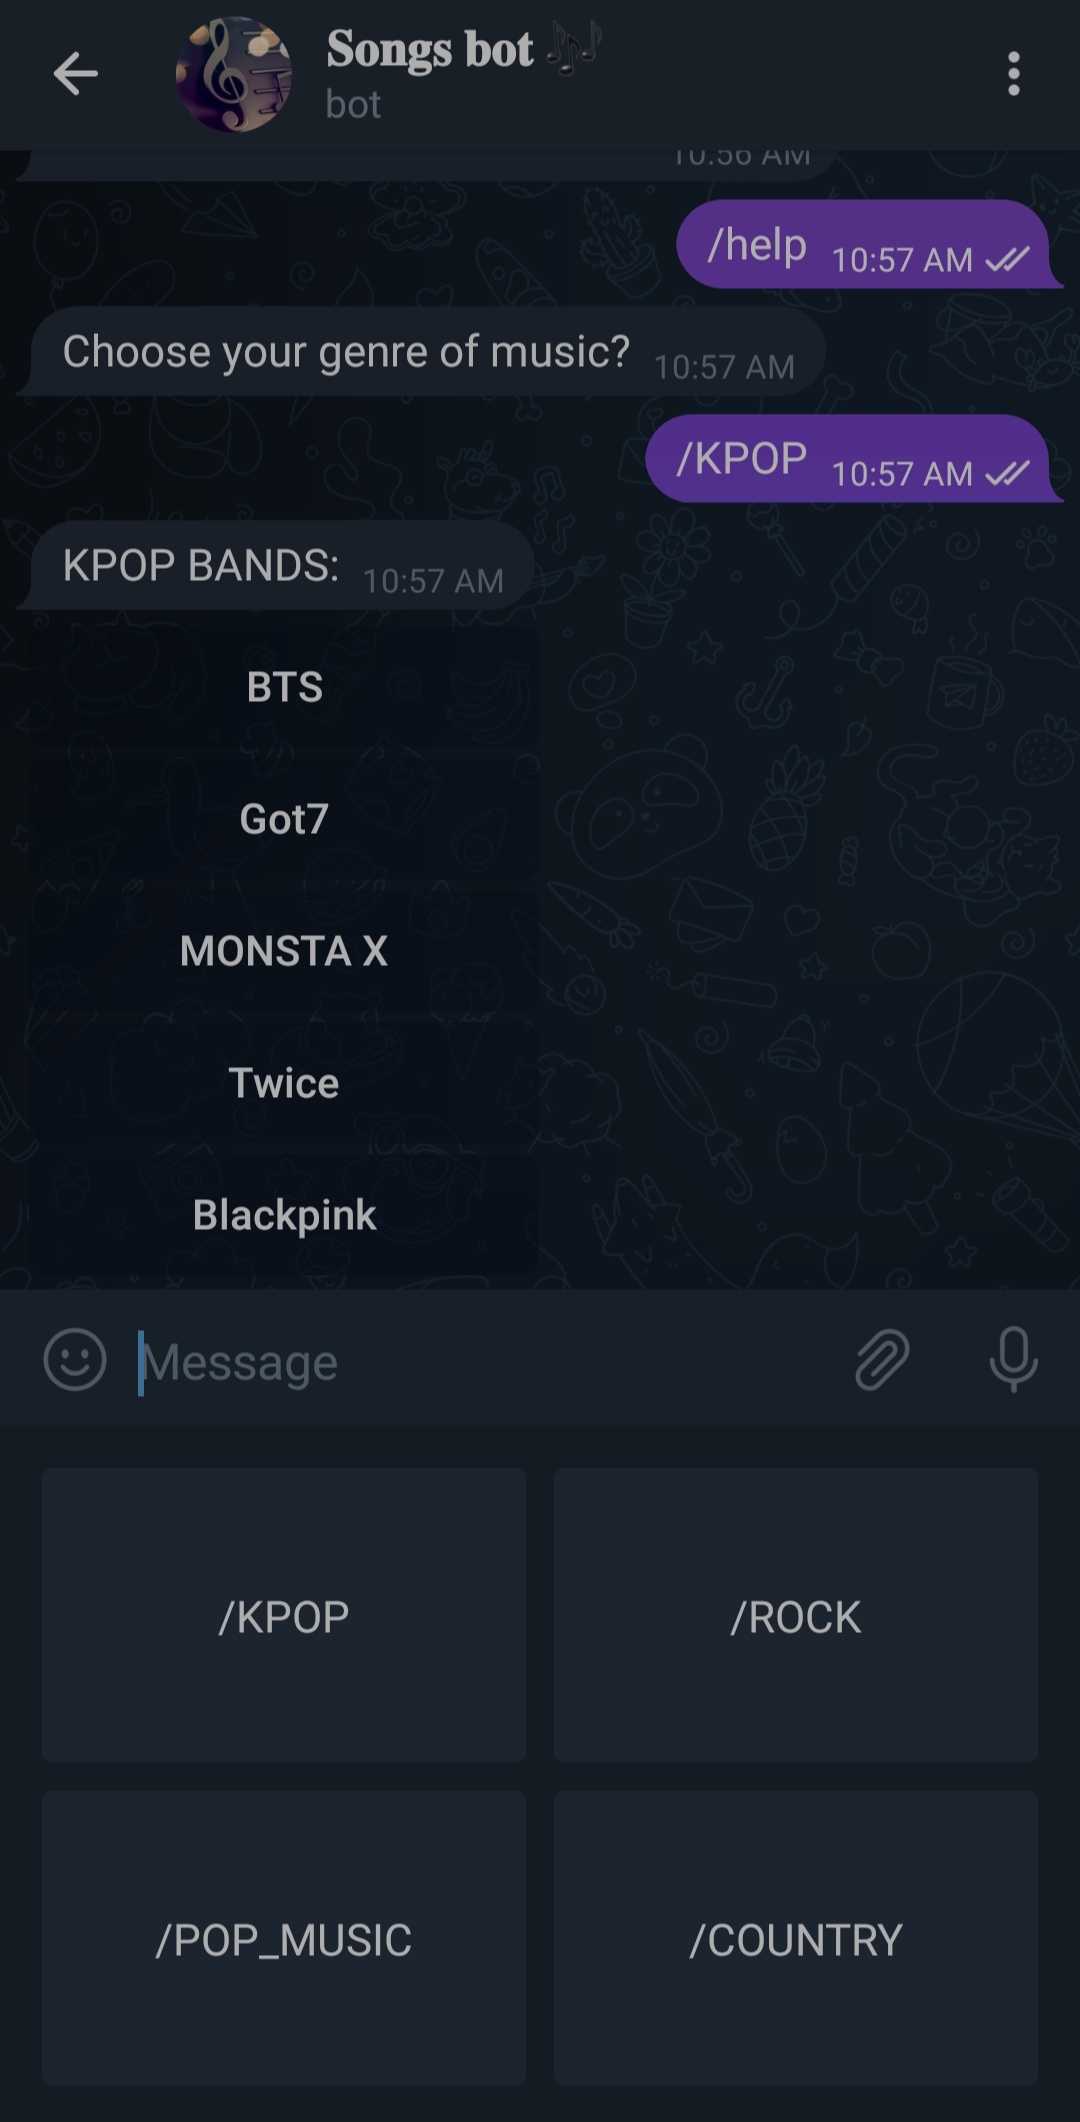 Songs bot 🎶
bot
10:56 AM
/help 10:57 AM
Choose your genre of music? 10:57 AM
/KPOP 10:57 AM
KPOP BANDS: 10:57 AM
BTS
Got7
MONSTA X
Twice
Blackpink
Message
/KPOP /ROCK
/POP_MUSIC /COUNTRY